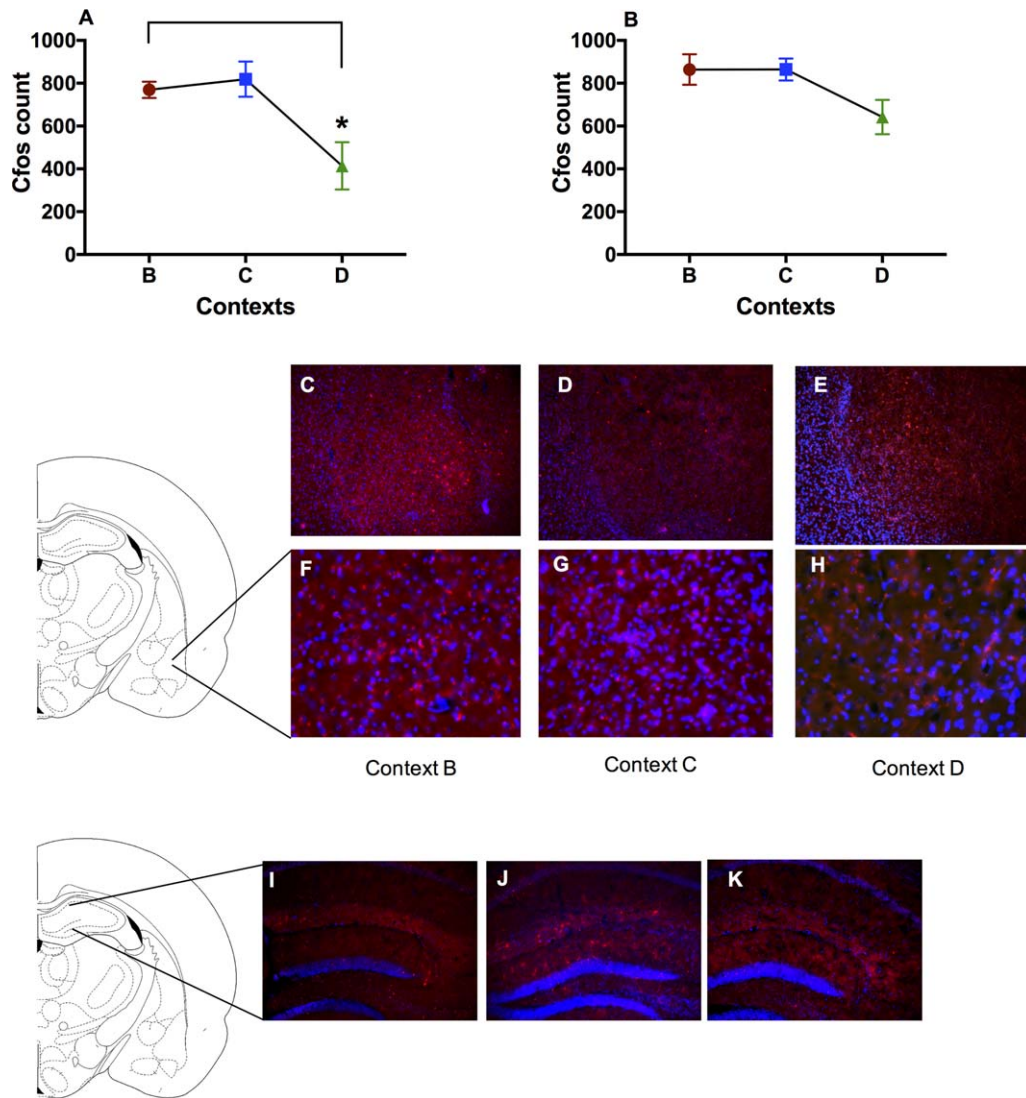 A
1000
800
600
400
200
0
Cfos count
*
B C D
Contexts
B
1000
800
600
400
200
0
Cfos count
B C D
Contexts
C D E
F G H
Context B Context C Context D
I J K